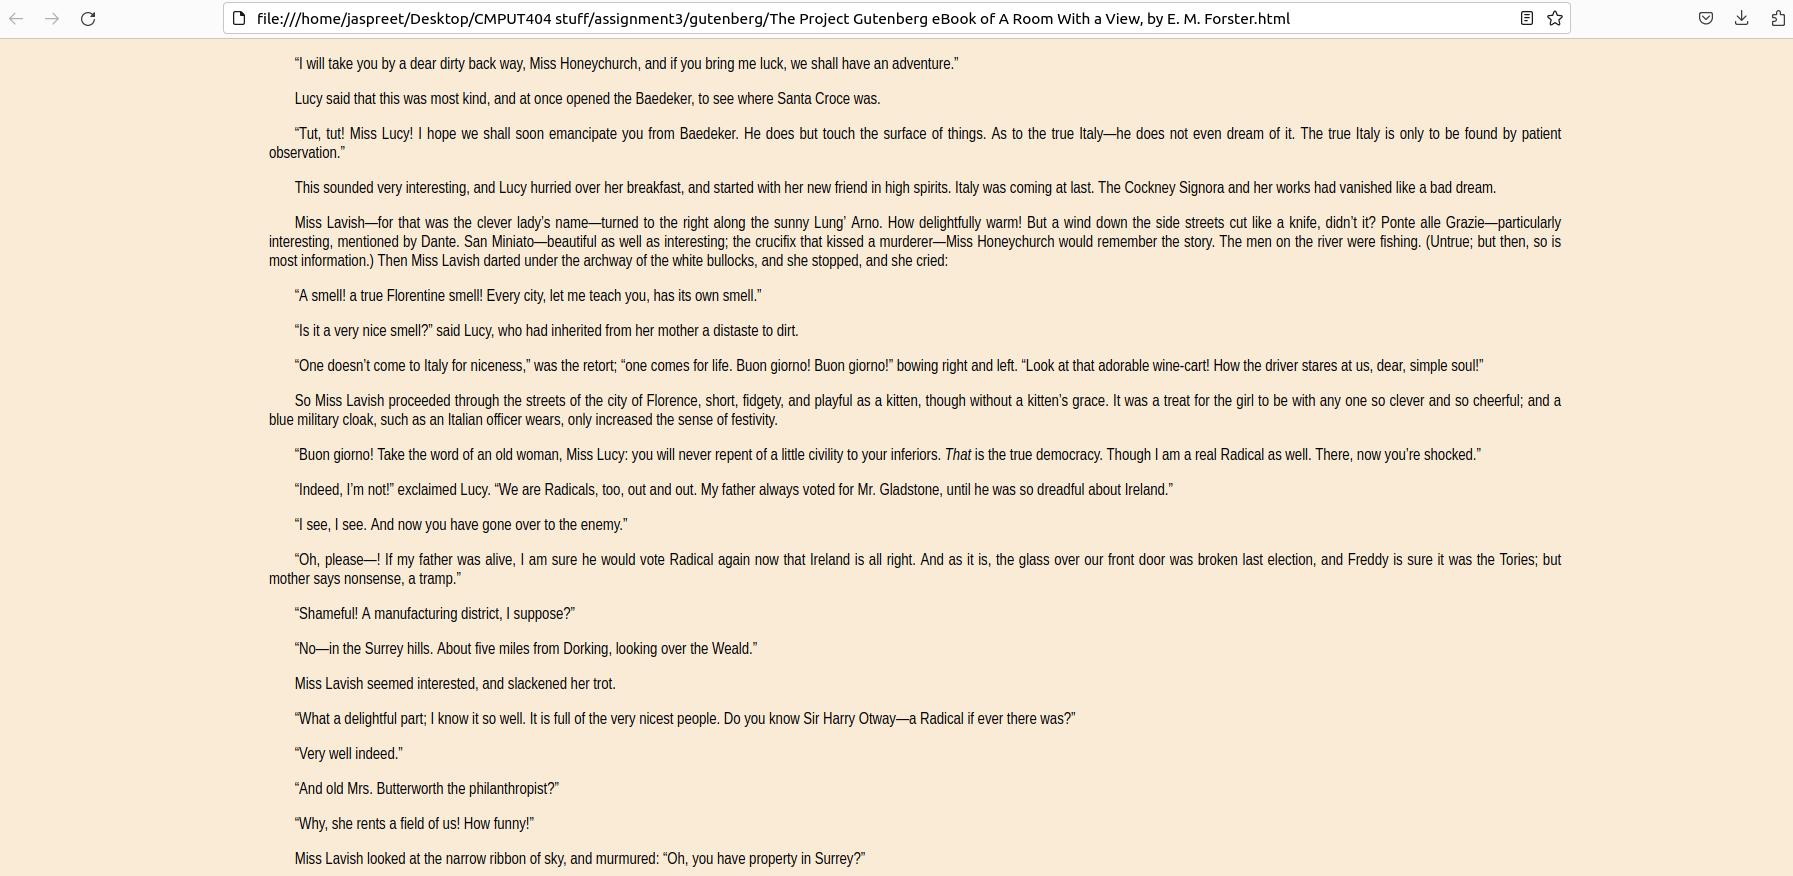 file:///home/jaspreet/Desktop/CMPUT404 stuff/assignment3/gutenberg/The Project Gutenberg eBook of A Room With a View, by E. M. Forster.html
“I will take you by a dear dirty back way, Miss Honeychurch, and if you bring me luck, we shall have an adventure.”
Lucy said that this was most kind, and at once opened the Baedeker, to see where Santa Croce was.
“Tut, tut! Miss Lucy! I hope we shall soon emancipate you from Baedeker. He does but touch the surface of things. As to the true Italy—he does not even dream of it. The true Italy is only to be found by patient
observation.”
This sounded very interesting, and Lucy hurried over her breakfast, and started with her new friend in high spirits. Italy was coming at last. The Cockney Signora and her works had vanished like a bad dream.
Miss Lavish—for that was the clever lady’s name—turned to the right along the sunny Lung’ Arno. How delightfully warm! But a wind down the side streets cut like a knife, didn’t it? Ponte alle Grazie—particularly
interesting, mentioned by Dante. San Miniato—beautiful as well as interesting; the crucifix that kissed a murderer—Miss Honeychurch would remember the story. The men on the river were fishing. (Untrue; but then, so is
most information.) Then Miss Lavish darted under the archway of the white bullocks, and she stopped, and she cried:
“A smell! a true Florentine smell! Every city, let me teach you, has its own smell.”
“Is it a very nice smell?” said Lucy, who had inherited from her mother a distaste to dirt.
“One doesn’t come to Italy for niceness,” was the retort; “one comes for life. Buon giorno! Buon giorno!” bowing right and left. “Look at that adorable wine-cart! How the driver stares at us, dear, simple soul!”
So Miss Lavish proceeded through the streets of the city of Florence, short, fidgety, and playful as a kitten, though without a kitten’s grace. It was a treat for the girl to be with any one so clever and so cheerful; and a
blue military cloak, such as an Italian officer wears, only increased the sense of festivity.
“Buon giorno! Take the word of an old woman, Miss Lucy: you will never repent of a little civility to your inferiors. That is the true democracy. Though I am a real Radical as well. There, now you’re shocked.”
“Indeed, I’m not!” exclaimed Lucy. “We are Radicals, too, out and out. My father always voted for Mr. Gladstone, until he was so dreadful about Ireland.”
“I see, I see. And now you have gone over to the enemy.”
“Oh, please—! If my father was alive, I am sure he would vote Radical again now that Ireland is all right. And as it is, the glass over our front door was broken last election, and Freddy is sure it was the Tories; but
mother says nonsense, a tramp.”
“Shameful! A manufacturing district, I suppose?”
“No—in the Surrey hills. About five miles from Dorking, looking over the Weald.”
Miss Lavish seemed interested, and slackened her trot.
“What a delightful part; I know it so well. It is full of the very nicest people. Do you know Sir Harry Otway—a Radical if ever there was?”
“Very well indeed.”
“And old Mrs. Butterworth the philanthropist?”
“Why, she rents a field of us! How funny!”
Miss Lavish looked at the narrow ribbon of sky, and murmured: “Oh, you have property in Surrey?”